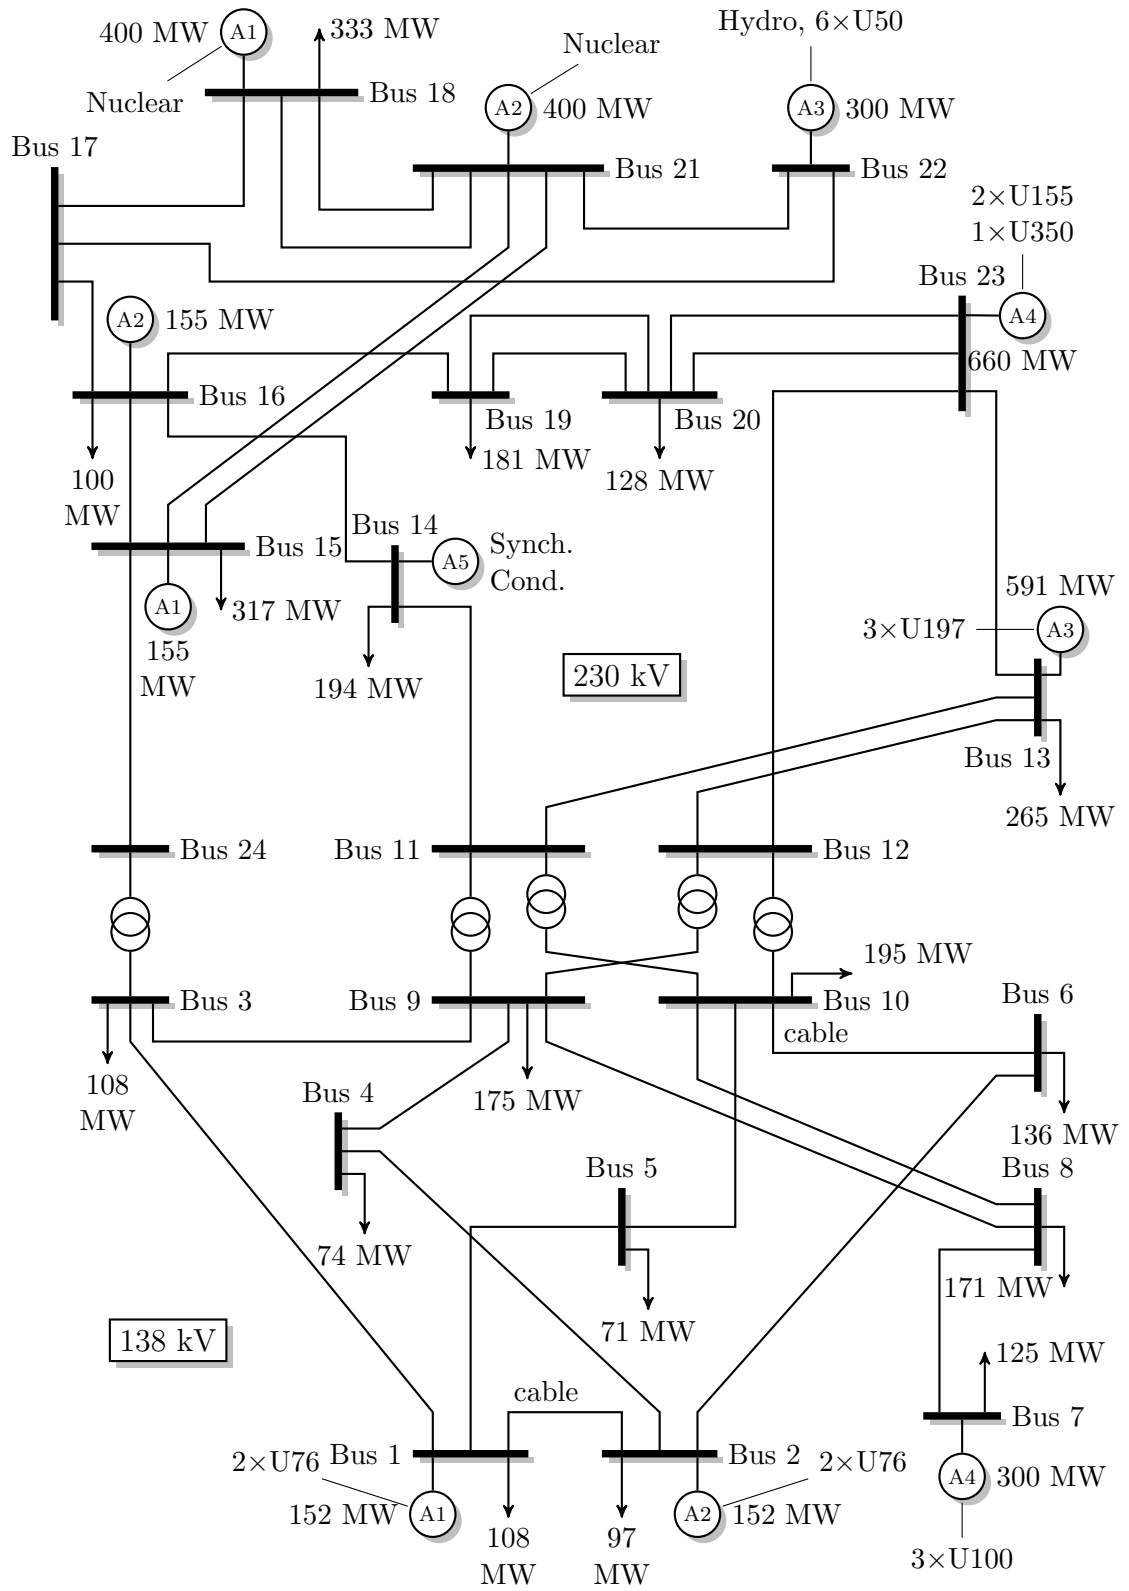 Hydro, 6×U50
400 MW
A1
333 MW
Nuclear
Nuclear
Bus 18
A2
400 MW
A3
300 MW
Bus 17
Bus 21
Bus 22
2×U155
1×U350
Bus 23
A2
155 MW
A4
660 MW
Bus 16
Bus 19
Bus 20
181 MW
128 MW
100
MW
Bus 14
Bus 15
A5
Synch.
Cond.
A1
317 MW
155
MW
591 MW
3×U197
A3
230 kV
194 MW
Bus 13
265 MW
Bus 24
Bus 11
Bus 12
195 MW
Bus 3
Bus 9
Bus 10
Bus 6
cable
108
MW
Bus 4
175 MW
136 MW
Bus 5
Bus 8
74 MW
171 MW
71 MW
138 kV
125 MW
cable
Bus 7
2×U76
Bus 1
Bus 2
2×U76
152 MW
A1
A2
152 MW
A4
300 MW
108
MW
97
MW
3×U100